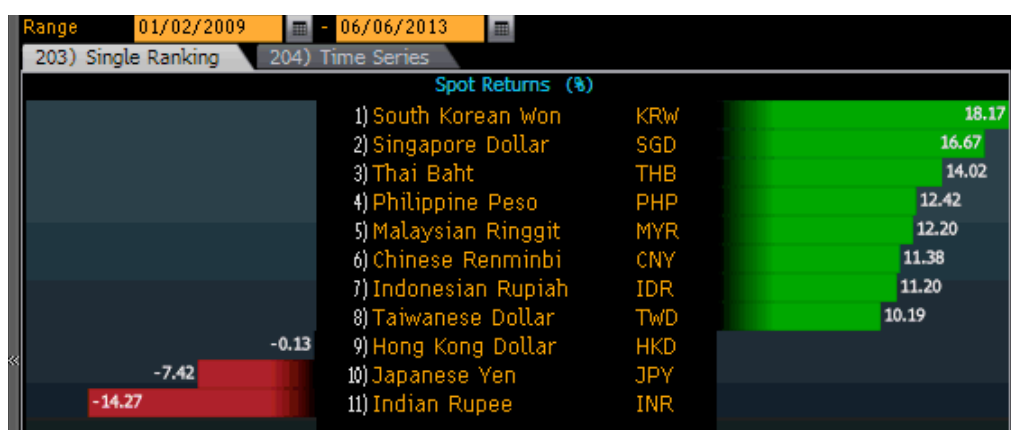 Range 01/02/2009 - 06/06/2013
203) Single Ranking 204) Time Series
Spot Returns (%)
1) South Korean Won KRW 18.17
2) Singapore Dollar SGD 16.67
3) Thai Baht THB 14.02
4) Philippine Peso PHP 12.42
5) Malaysian Ringgit MYR 12.20
6) Chinese Renminbi CNY 11.38
7) Indonesian Rupiah IDR 11.20
8) Taiwanese Dollar TWD 10.19
-0.13 9) Hong Kong Dollar HKD
-7.42 10) Japanese Yen JPY
-14.27 11) Indian Rupee INR